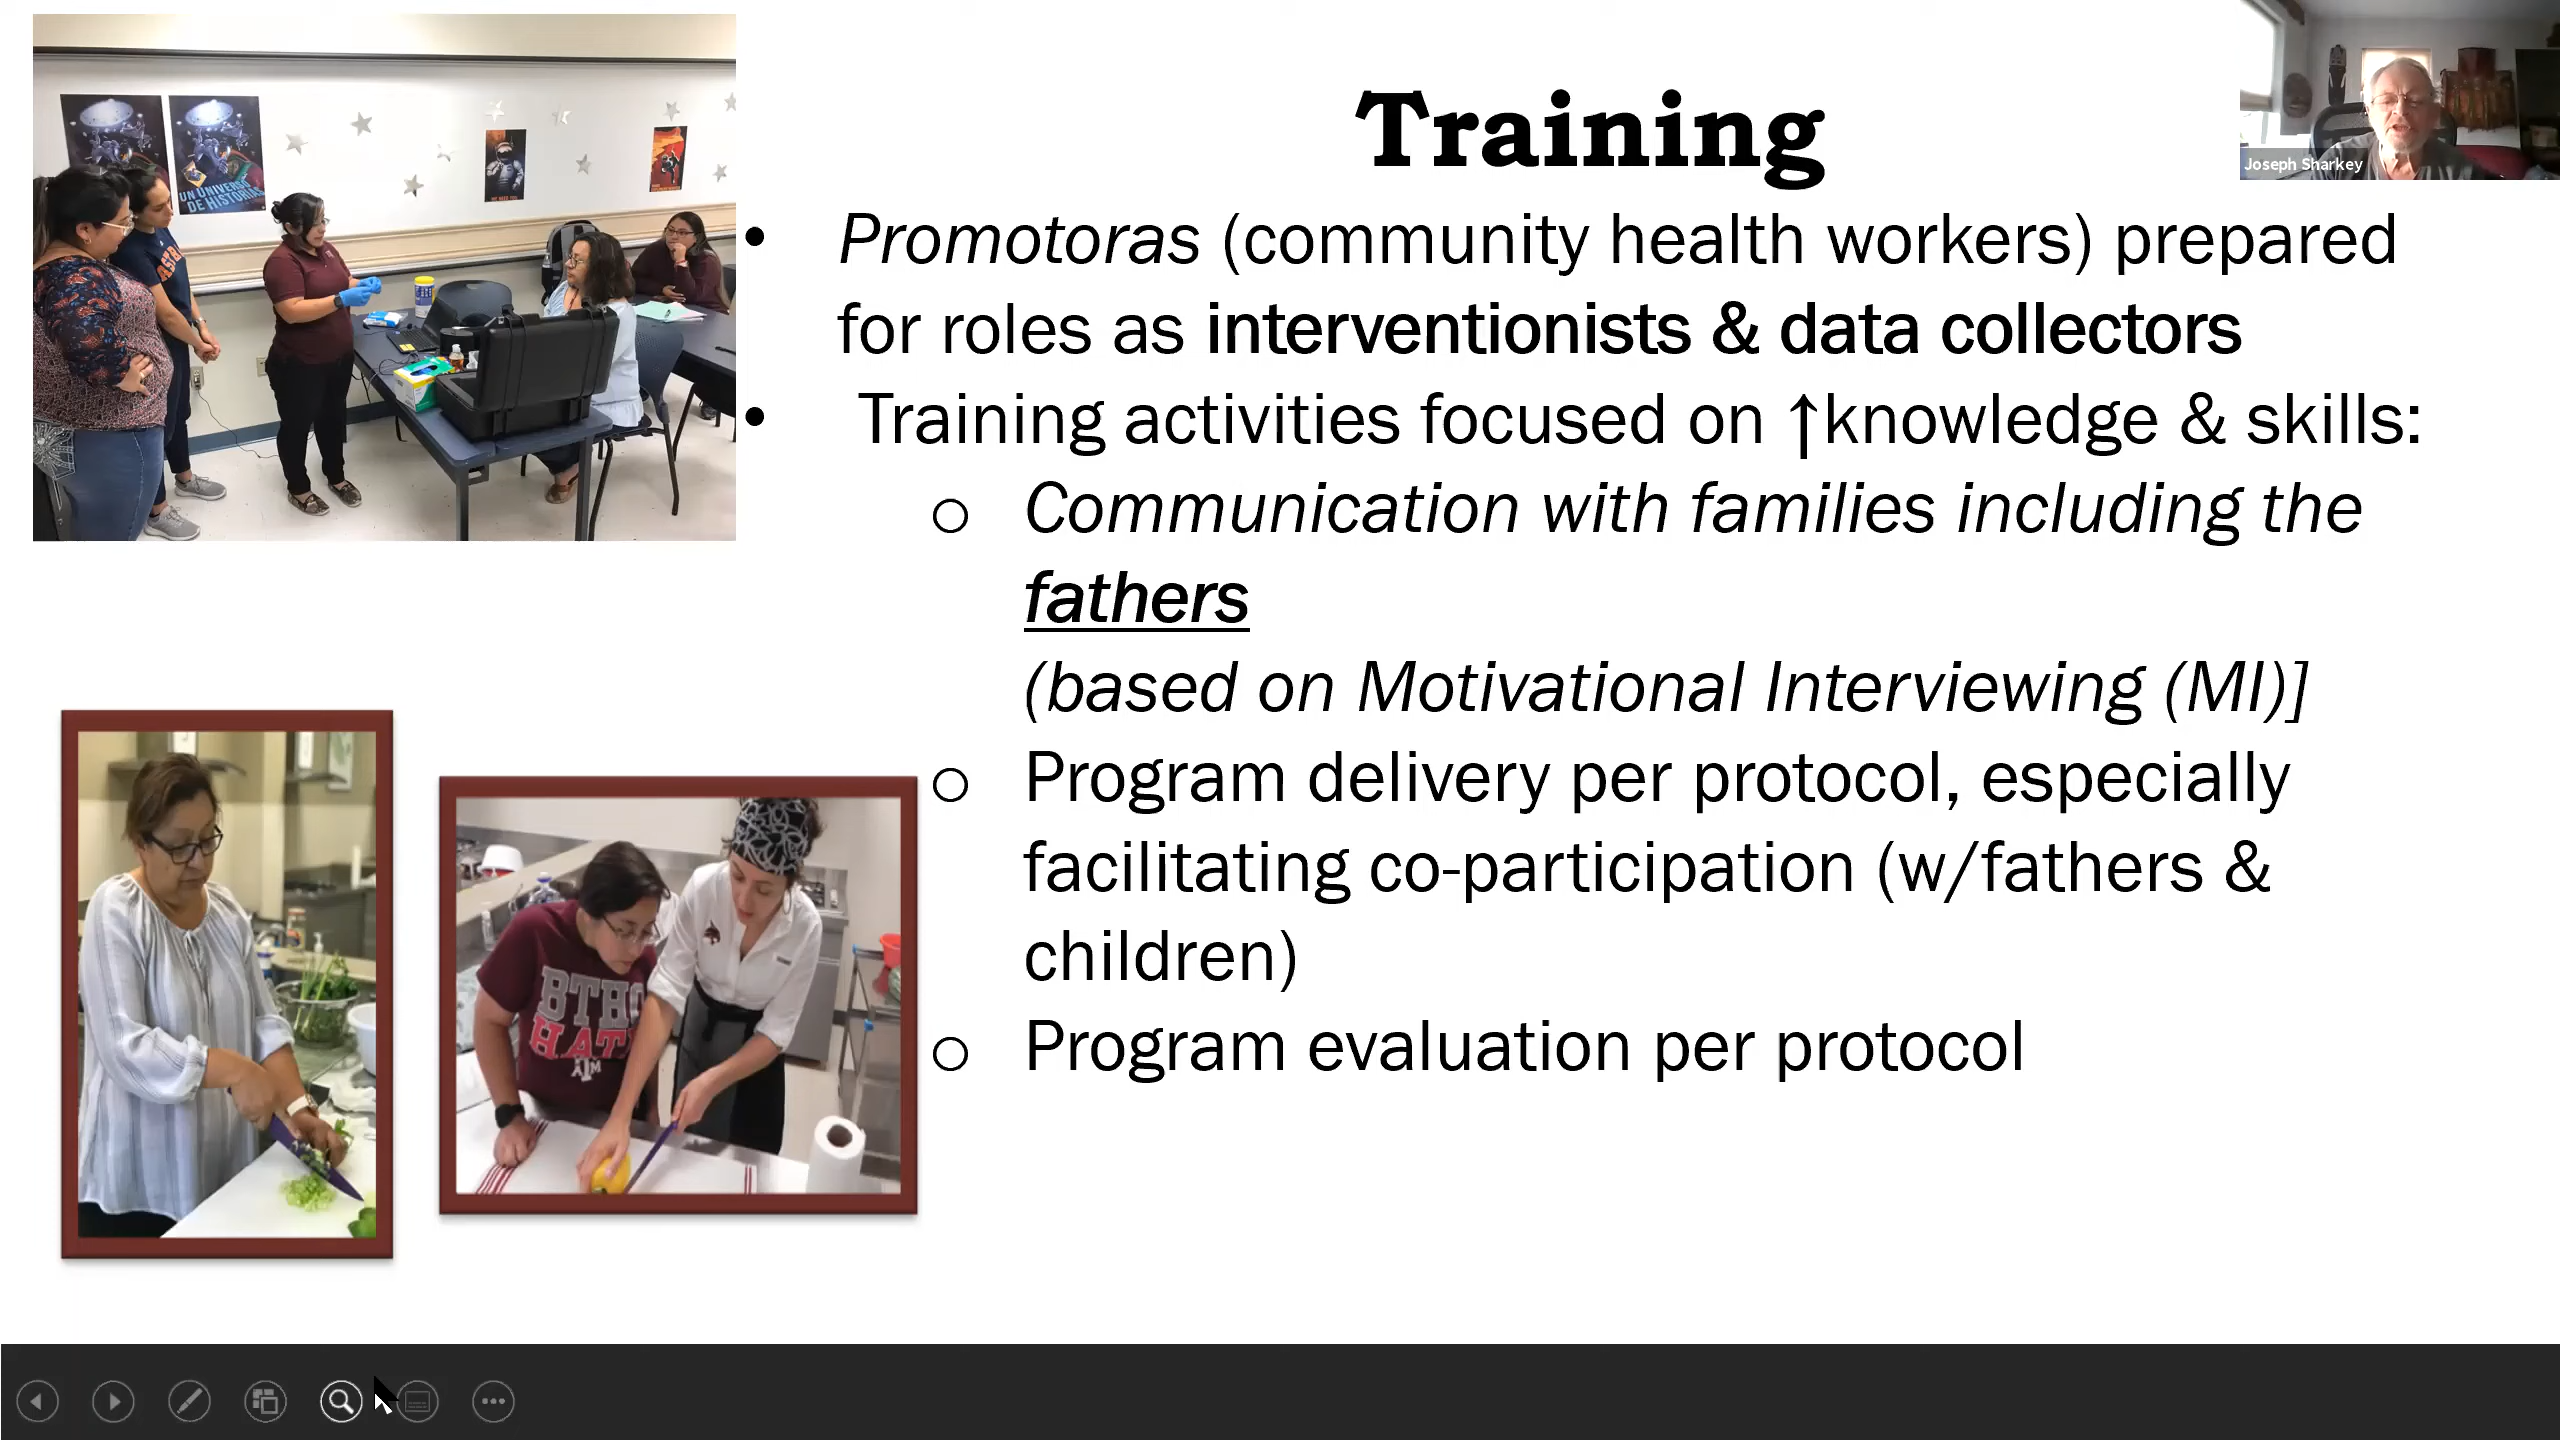 Training
Joseph Sharkey
• Promotoras (community health workers) prepared
for roles as interventionists & data collectors
• Training activities focused on ↑knowledge & skills:
o Communication with families including the
fathers
(based on Motivational Interviewing (MI)]
o Program delivery per protocol, especially
facilitating co-participation (w/fathers &
children)
o Program evaluation per protocol
UN UNIVERSO
DE HISTORIAS
BTHO